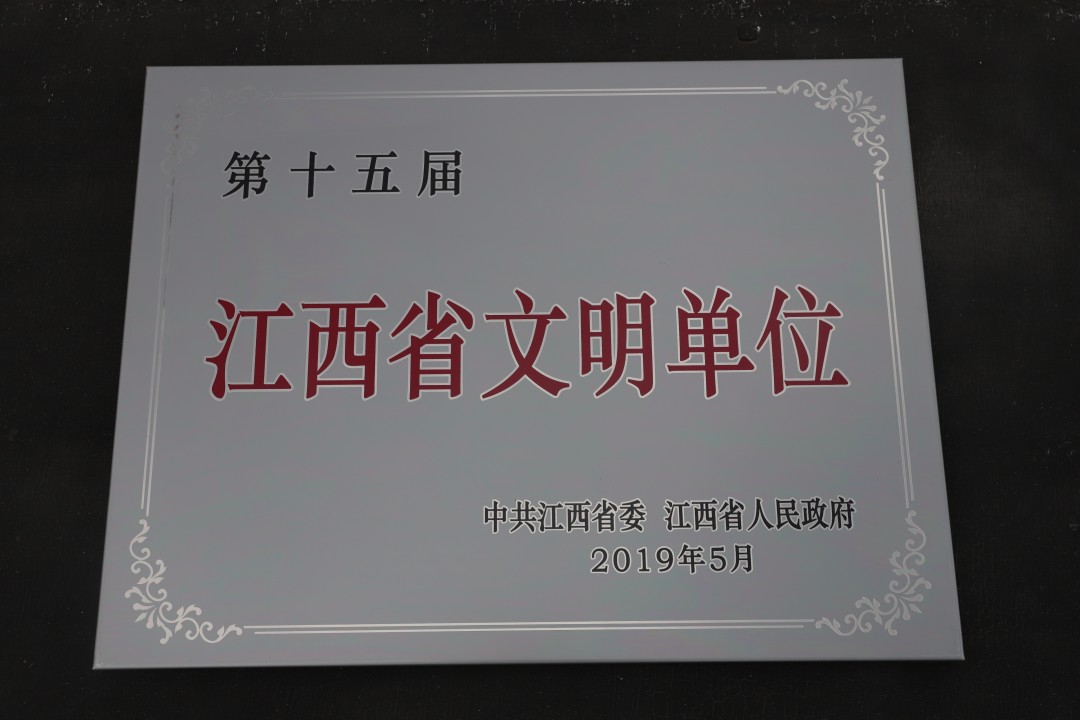 第十五届
江西省文明单位
中共江西省委 江西省人民政府
2019年5月